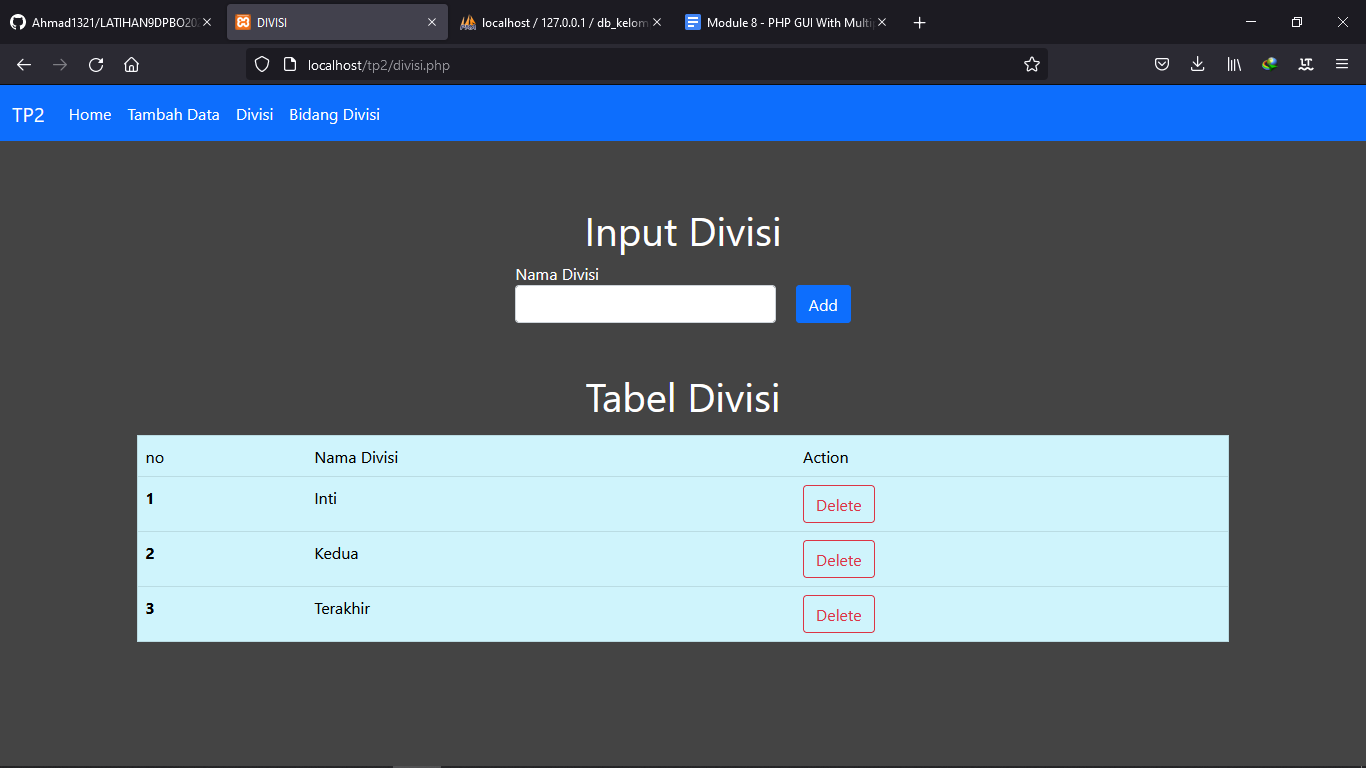 Ahmad1321/LATIHAN9DPBO20
DIVISI
localhost / 127.0.0.1 / db_kelom
Module 8 - PHP GUI With Multi
localhost/tp2/divisi.php
TP2 Home Tambah Data Divisi Bidang Divisi
Input Divisi
Nama Divisi
Add
Tabel Divisi
no Nama Divisi Action
1 Inti Delete
2 Kedua Delete
3 Terakhir Delete